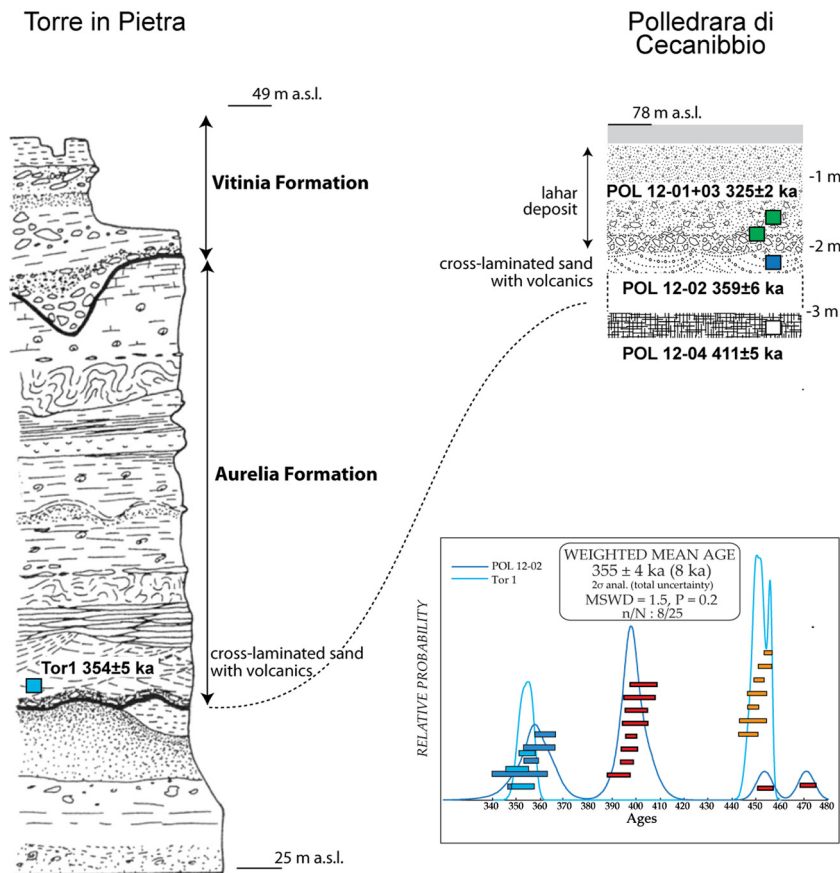 Torre in Pietra
Polledrara di
Cecanibbio
49 m a.s.l.
Vitinia Formation
Aurelia Formation
cross-laminated sand
with volcanics
Tor1 354±5 ka
25 m a.s.l.
78 m a.s.l.
-1 m
POL 12-01+03 325±2 ka
lahar
deposit
-2 m
cross-laminated sand
with volcanics
POL 12-02 359±6 ka
-3 m
POL 12-04 411±5 ka
POL 12-02
Tor 1
WEIGHTED MEAN AGE
355 ± 4 ka (8 ka)
2σ anal. (total uncertainty)
MSWD = 1.5, P = 0.2
n/N : 8/25
RELATIVE PROBABILITY
340 350 360 370 380 390 400 410 420 430 440 450 460 470 480
Ages